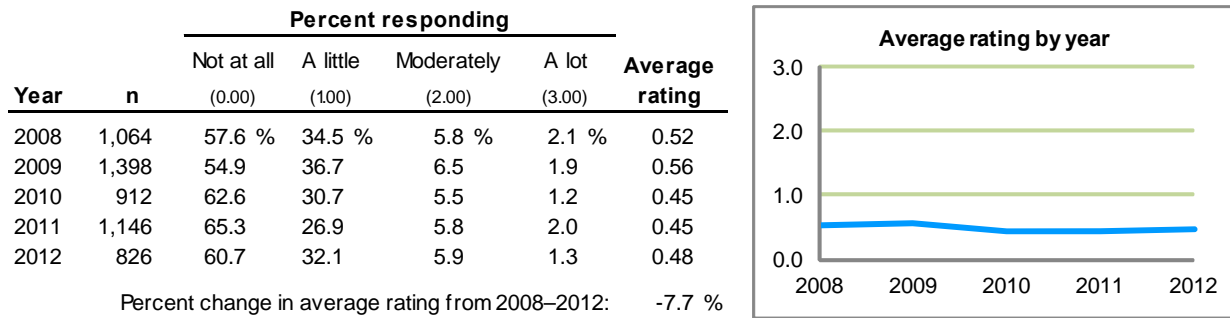 Percent responding
Not at all A little Moderately A lot Average
Year n (0.00) (1.00) (2.00) (3.00) rating
2008 1,064 57.6 % 34.5 % 5.8 % 2.1 % 0.52
2009 1,398 54.9 36.7 6.5 1.9 0.56
2010 912 62.6 30.7 5.5 1.2 0.45
2011 1,146 65.3 26.9 5.8 2.0 0.45
2012 826 60.7 32.1 5.9 1.3 0.48
Percent change in average rating from 2008–2012: -7.7 %
Average rating by year
3.0
2.0
1.0
0.0
2008 2009 2010 2011 2012